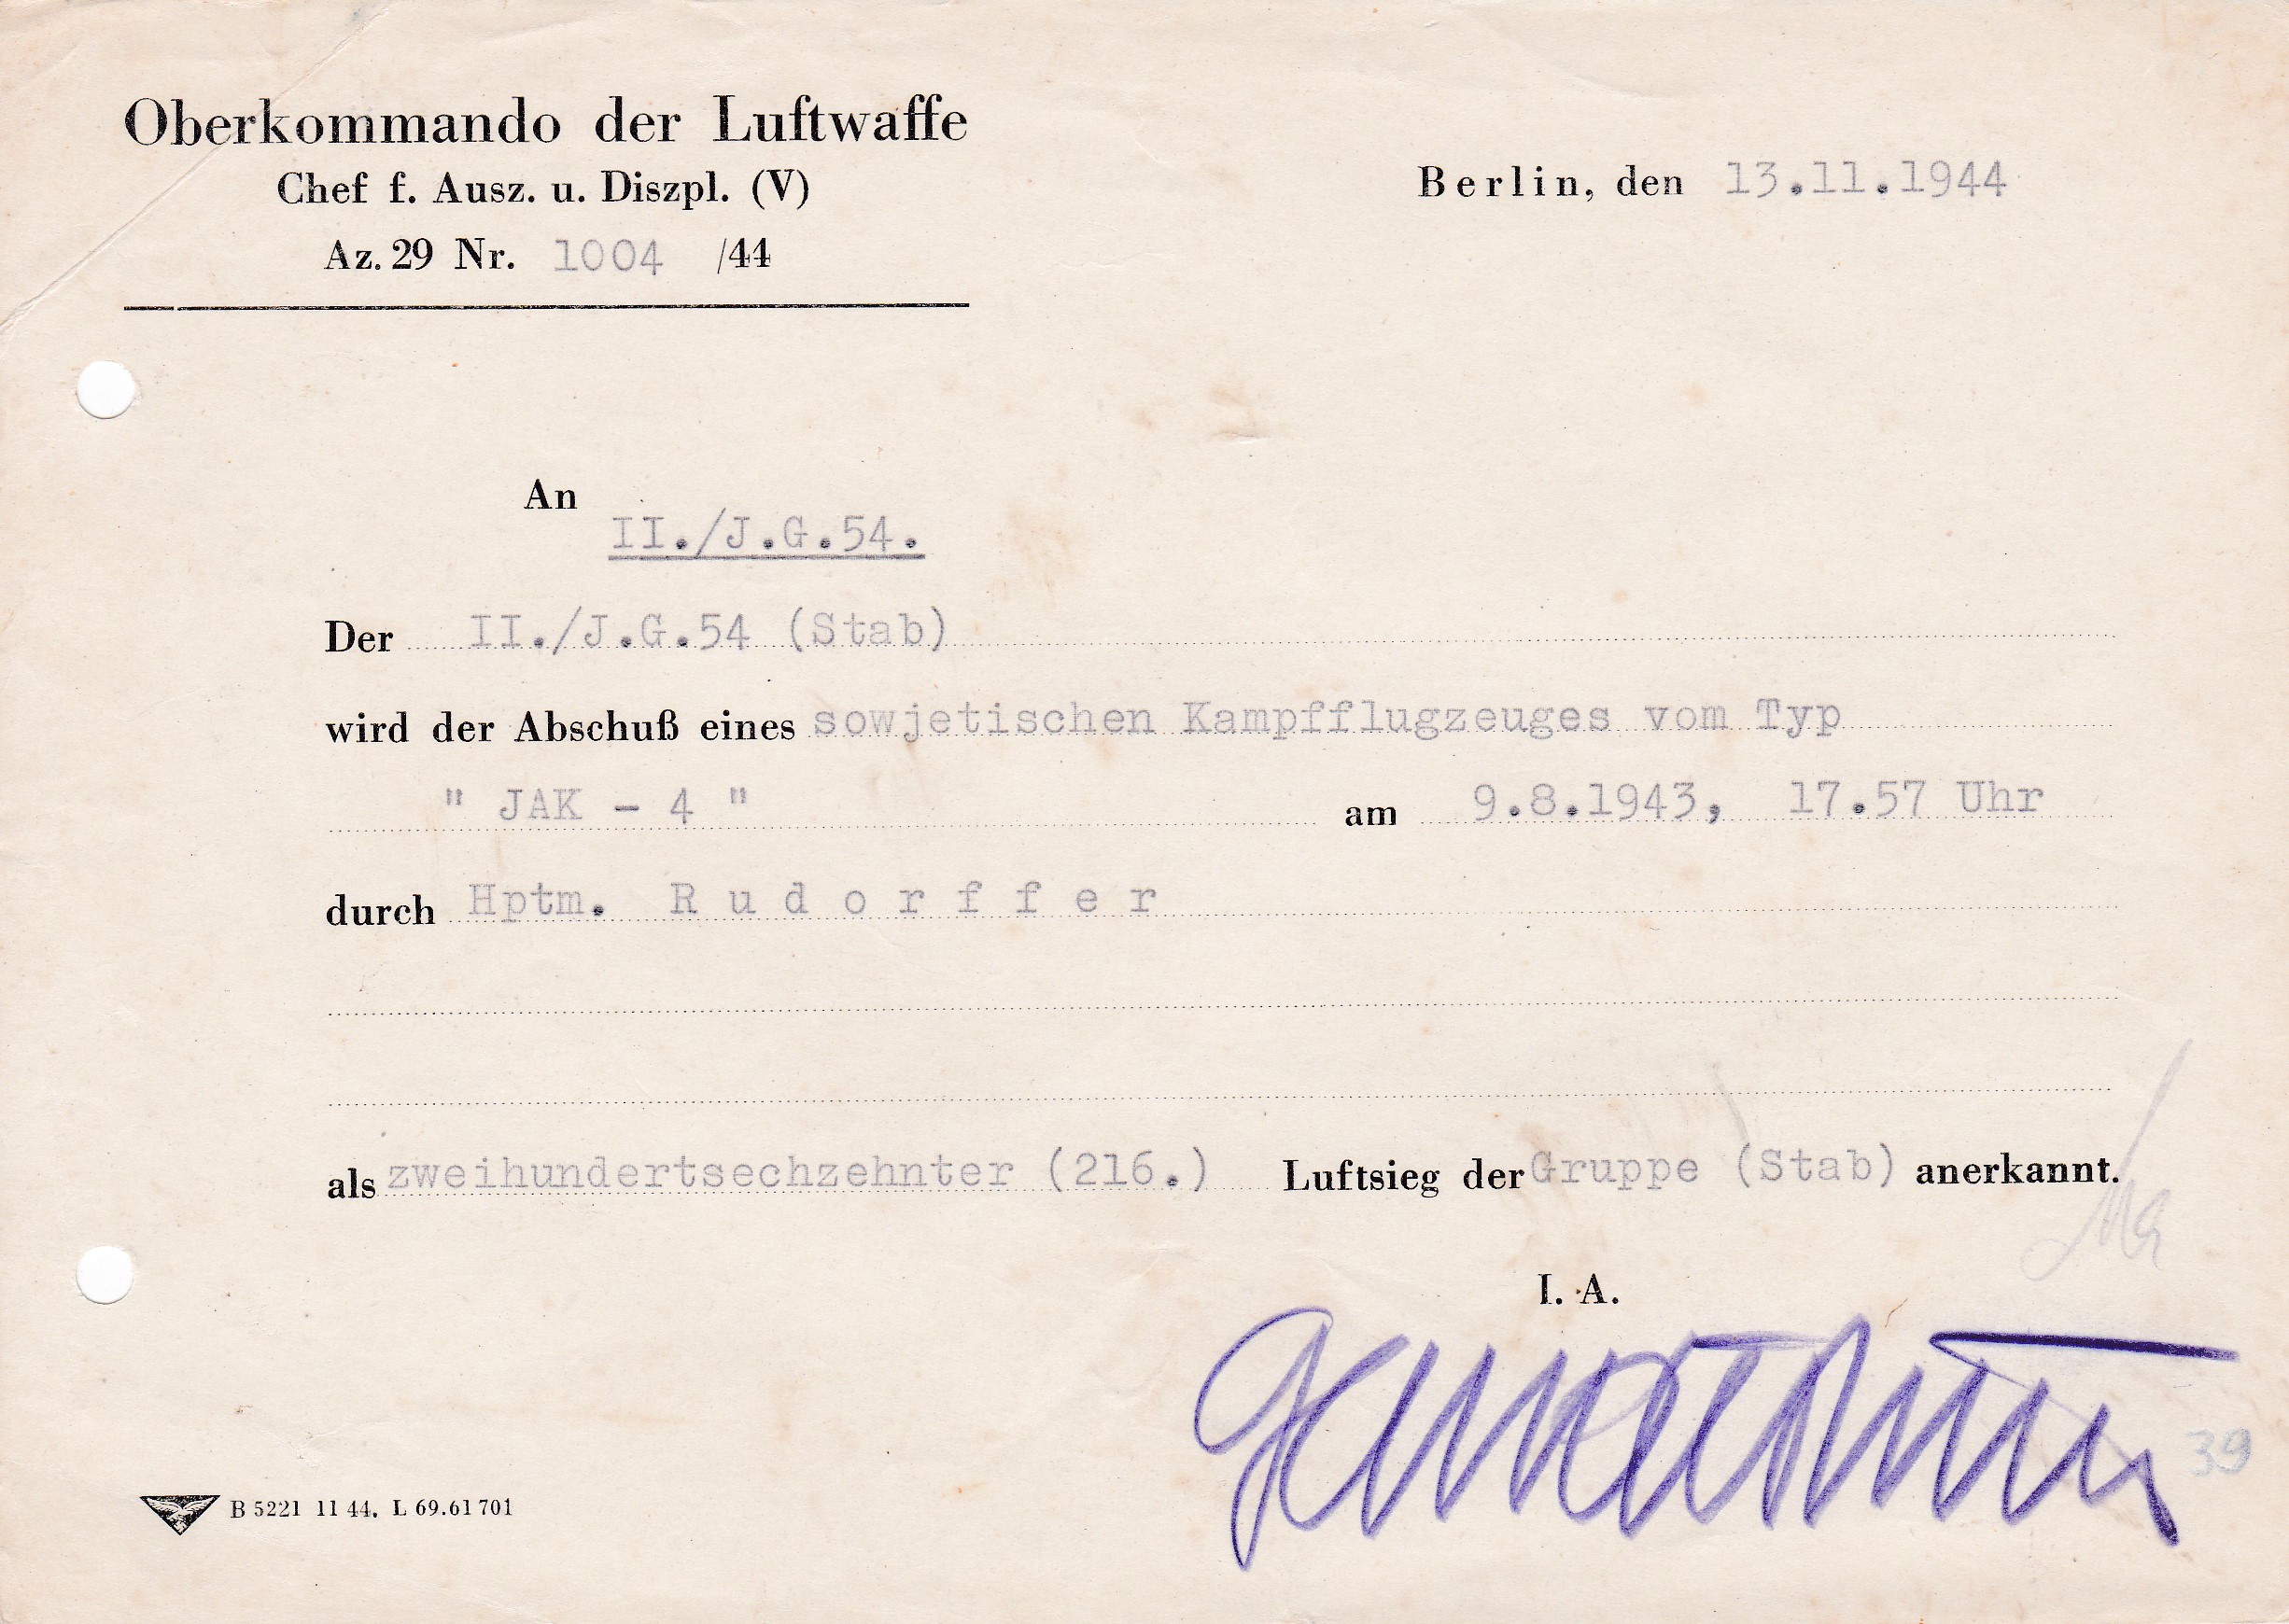 Oberkommando der Luftwaffe
Chef f. Ausz. u. Diszpl. (V)
Az. 29 Nr. 1004 /44
Berlin, den 13.11.1944
An
II./J.G.54.
Der II./J.G.54 (Stab)
wird der Abschuß eines sowjetischen Kampfflugzeuges vom Typ
" JAK - 4 " am 9.8.1943, 17.57 Uhr
durch Hptm. R u d o r f f e r
als zweihundertsechzehnter (216.) Luftsieg der Gruppe (Stab) anerkannt.
I. A.
39
B 5221 11 44. L 69.61 701